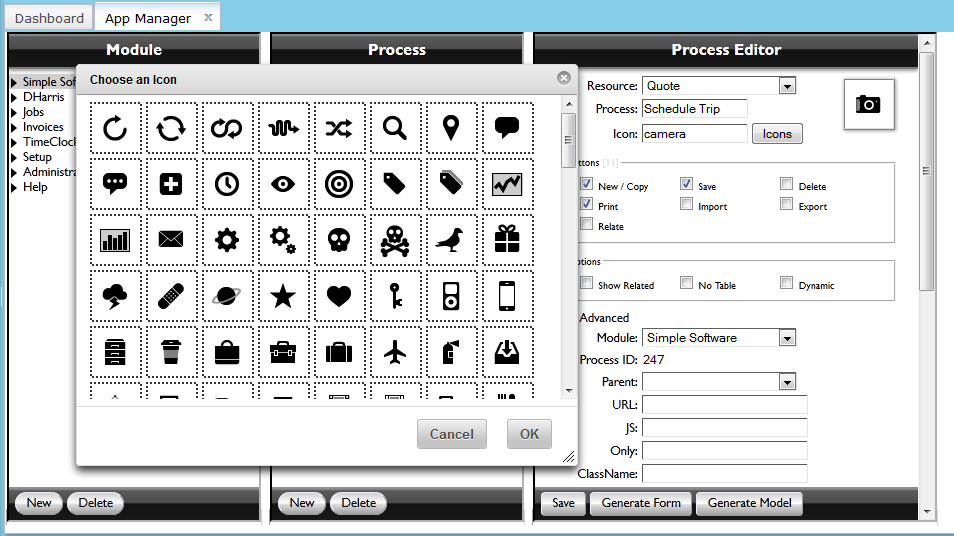 Dashboard
App Manager x
Module
Process
Process Editor
Choose an Icon
Simple Sof
DHarris
Jobs
Invoices
TimeClock
Setup
Administra
Help
Cancel
OK
Resource: Quote
Process: Schedule Trip
Icon: camera Icons
ttons [11]
New / Copy Save Delete
Print Import Export
Relate
tions
Show Related No Table Dynamic
Advanced
Module: Simple Software
Process ID: 247
Parent:
URL:
JS:
Only:
ClassName:
New Delete
New Delete
Save Generate Form Generate Model